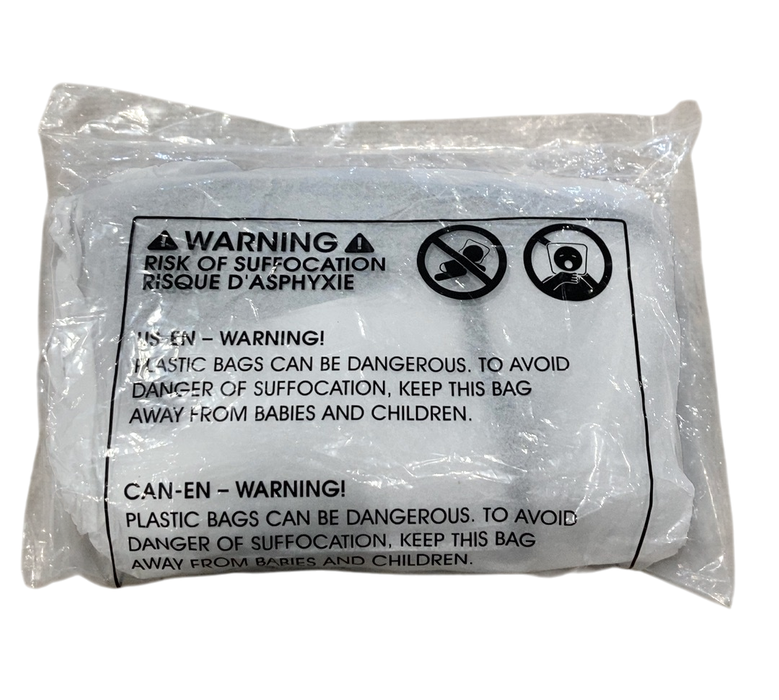 WARNING
RISK OF SUFFOCATION
RISQUE D'ASPHYXIE
US-EN – WARNING!
PLASTIC BAGS CAN BE DANGEROUS. TO AVOID
DANGER OF SUFFOCATION, KEEP THIS BAG
AWAY FROM BABIES AND CHILDREN.
CAN-EN – WARNING!
PLASTIC BAGS CAN BE DANGEROUS. TO AVOID
DANGER OF SUFFOCATION, KEEP THIS BAG
AWAY FROM BABIES AND CHILDREN.